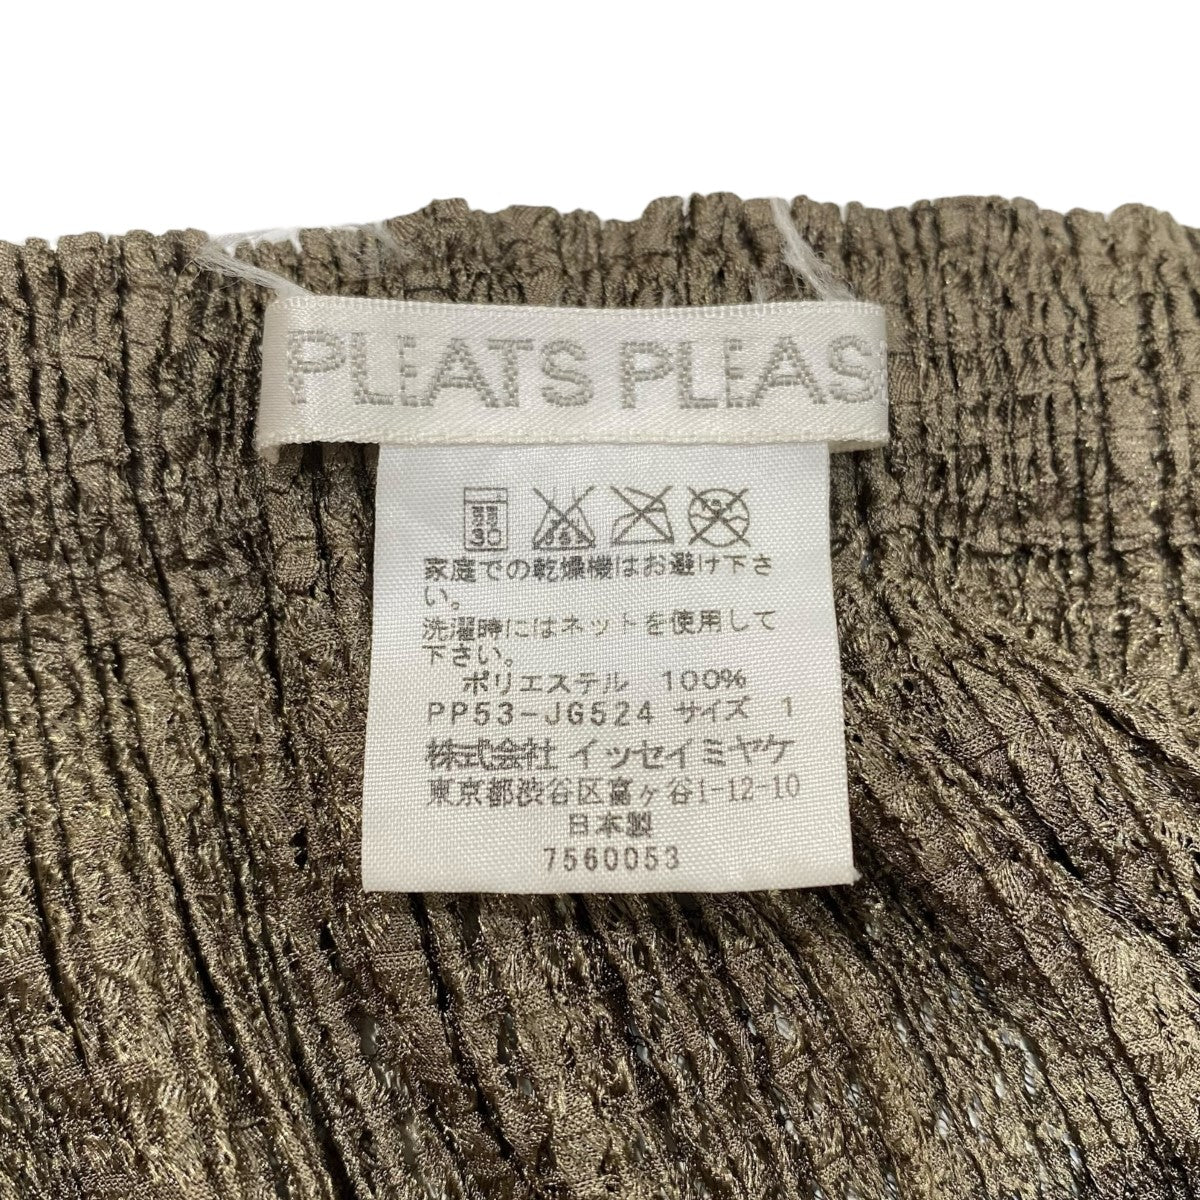 PLEATS PLEAS
30
家庭での乾燥機はお避け下さ
い。
洗濯時にはネットを使用して
下さい。
ポリエステル 100%
PP53-JG524 サイズ 1
株式会社 イッセイミヤケ
東京都渋谷区富ヶ谷1-12-10
日本製
7560053